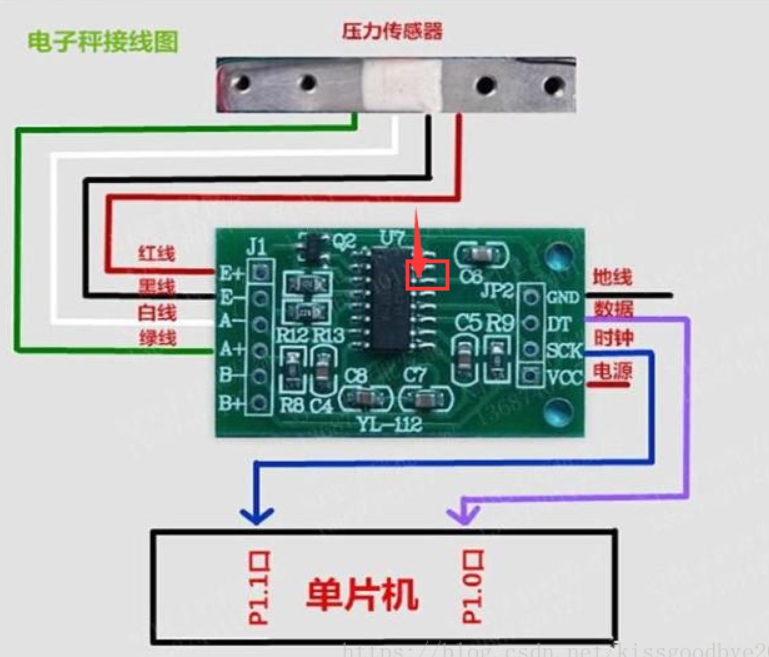 电子秤接线图
压力传感器
红线
黑线
白线
绿线
J1
Q2
U7
C6
E+
E-
A-
A+
B-
B+
R12
R13
R8
C4
C8
C7
C5
R9
JP2
GND
DT
SCK
VCC
YL-112
地线
数据
时钟
电源
P1.1口
单片机
P1.0口